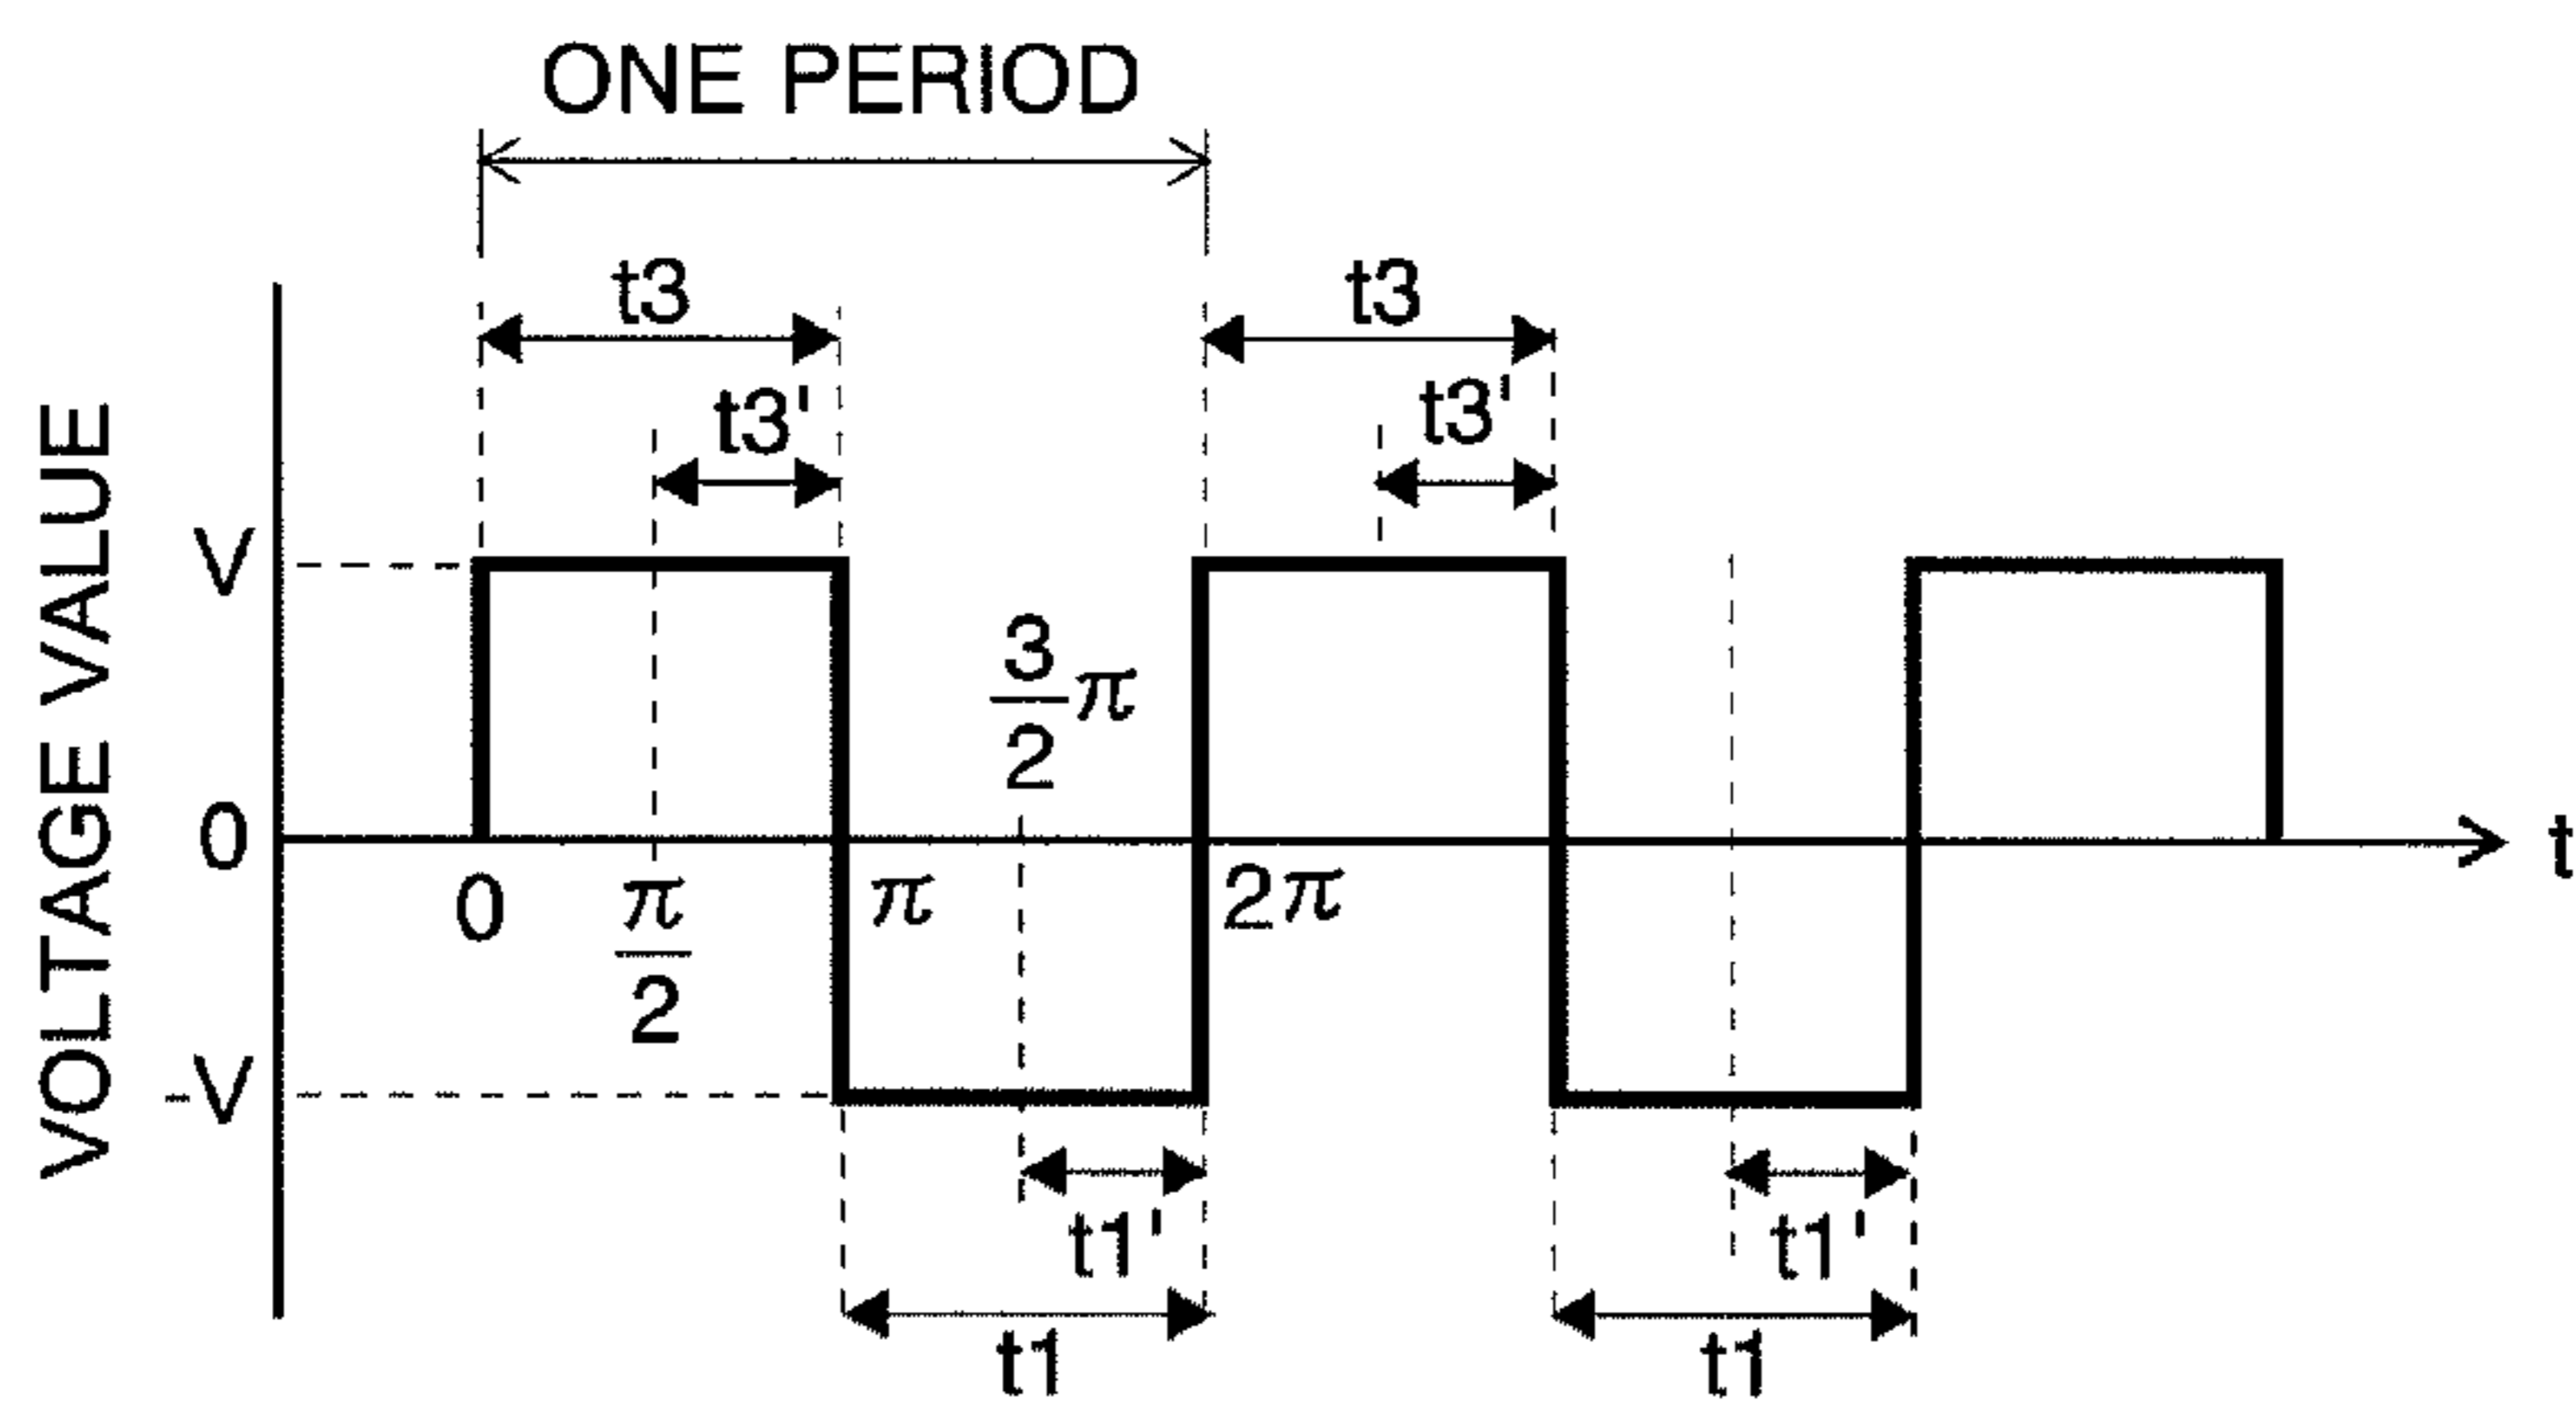 ONE PERIOD
t3
t3
t3'
t3'
VOLTAGE VALUE
V
3/2 π
0
t
0
π/2
π
2π
-V
t1'
t1'
t1
t1